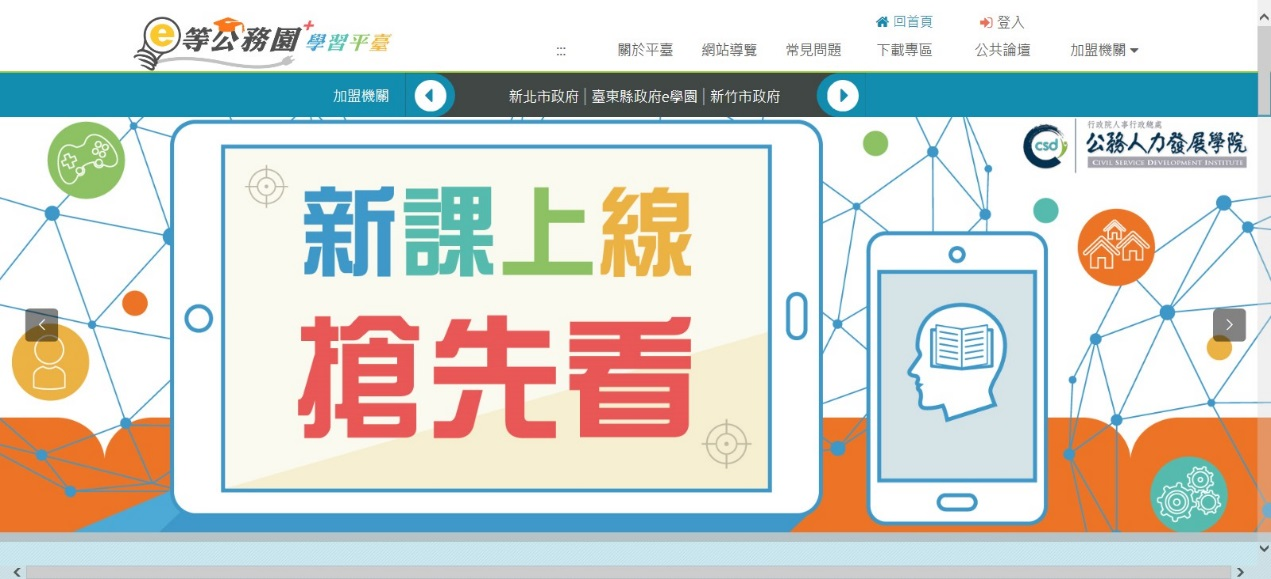 e等公務園+學習平臺
回首頁 登入
::: 關於平臺 網站導覽 常見問題 下載專區 公共論壇 加盟機關
加盟機關 新北市政府 | 臺東縣政府e學園 | 新竹市政府
行政院人事行政總處
csd 公務人力發展學院
CIVIL SERVICE DEVELOPMENT INSTITUTE
新課上線
搶先看